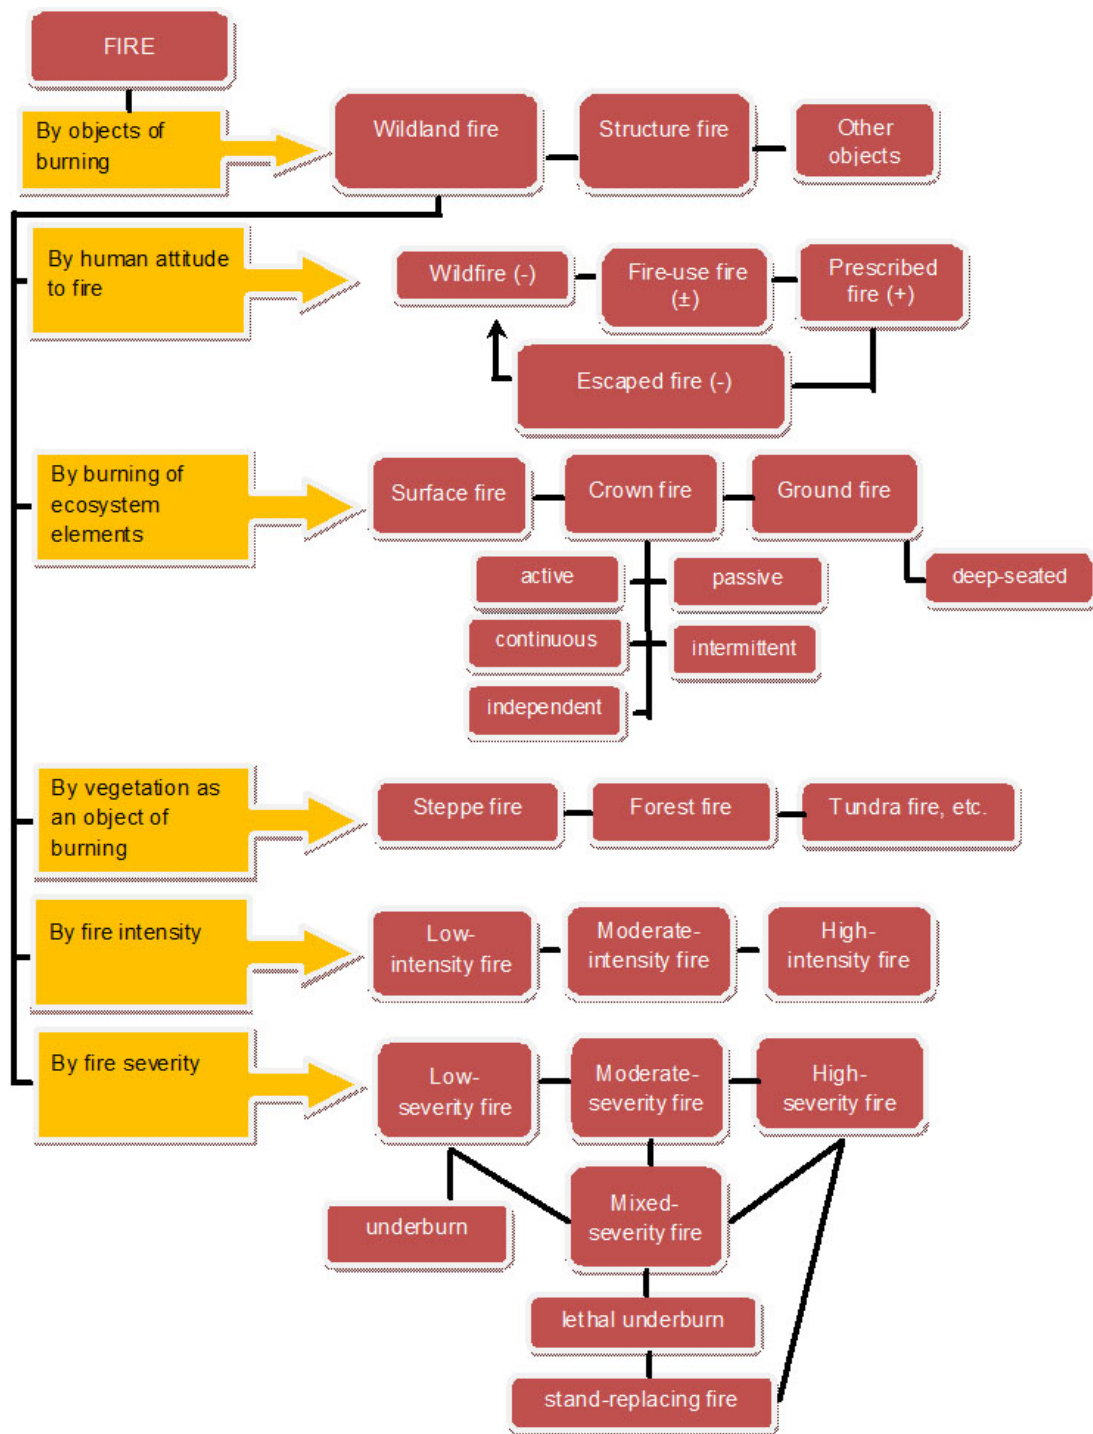 FIRE
By objects of
burning
Wildland fire
Structure fire
Other
objects
By human attitude
to fire
Wildfire (-)
Fire-use fire
(±)
Prescribed
fire (+)
Escaped fire (-)
By burning of
ecosystem
elements
Surface fire
Crown fire
Ground fire
active
passive
deep-seated
continuous
intermittent
independent
By vegetation as
an object of
burning
Steppe fire
Forest fire
Tundra fire, etc.
By fire intensity
Low-
intensity fire
Moderate-
intensity fire
High-
intensity fire
By fire severity
Low-
severity fire
Moderate-
severity fire
High-
severity fire
underburn
Mixed-
severity fire
lethal underburn
stand-replacing fire